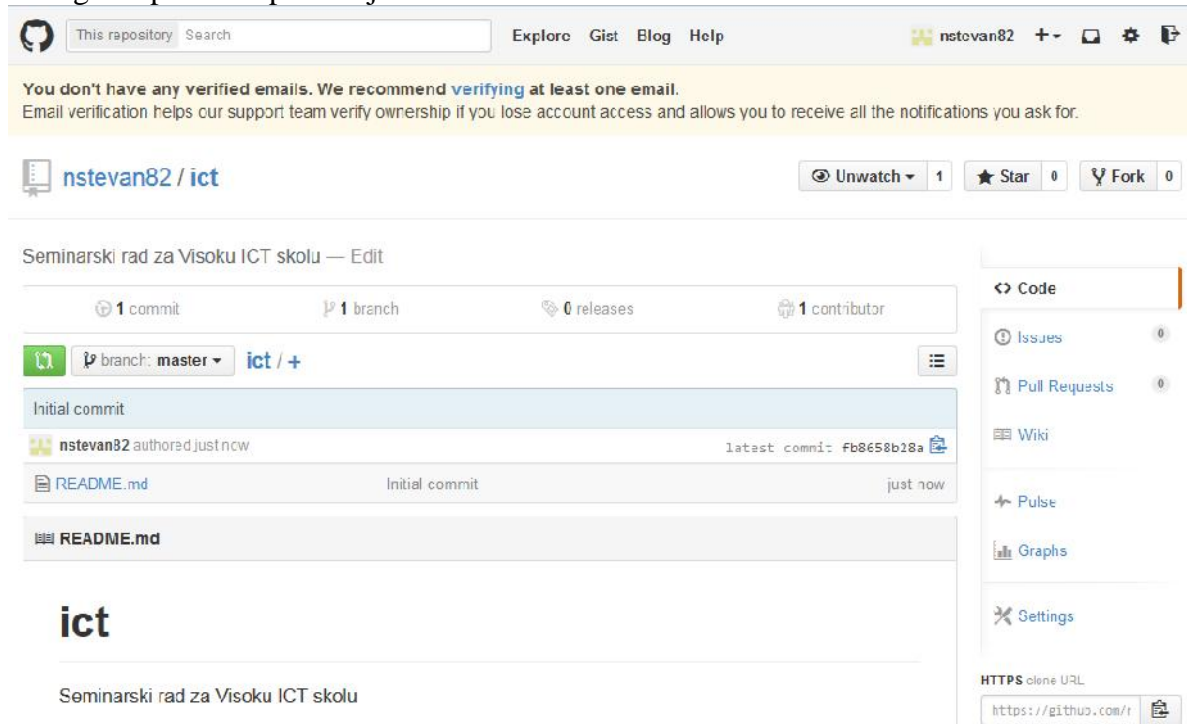 This repository Search Explore Gist Blog Help nstevan82
You don't have any verified emails. We recommend verifying at least one email.
Email verification helps our support team verify ownership if you lose account access and allows you to receive all the notifications you ask for.
nstevan82 / ict Unwatch 1 Star 0 Fork 0
Seminarski rad za Visoku ICT skolu — Edit
1 commit 1 branch 0 releases 1 contributor
branch: master ict / +
Initial commit
nstevan82 authored just now latest commit fb8658b28a
README.md Initial commit just now
README.md
ict
Seminarski rad za Visoku ICT skolu
Code
Issues 0
Pull Requests 0
Wiki
Pulse
Graphs
Settings
HTTPS clone URL
https://github.com/